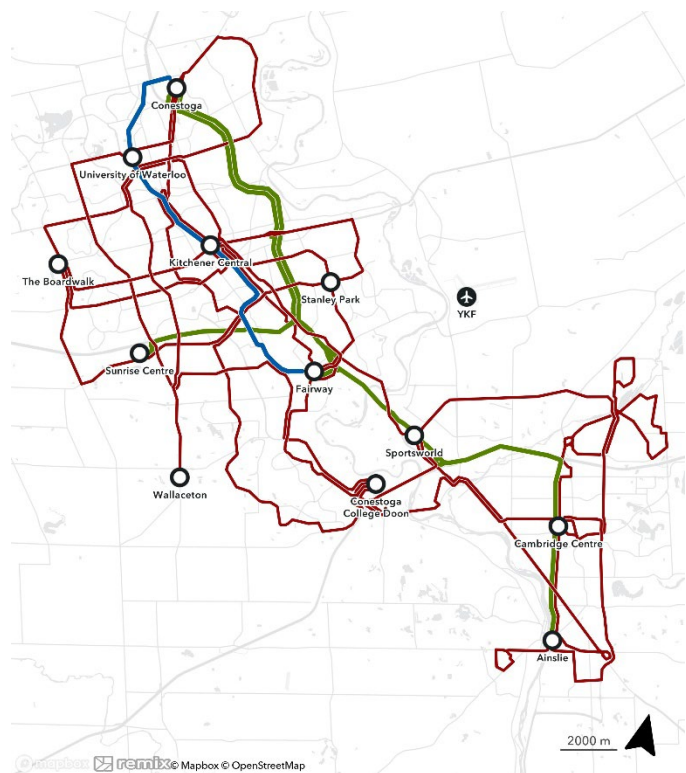 Conestoga
University of Waterloo
Kitchener Central
The Boardwalk
Stanley Park
YKF
Sunrise Centre
Fairway
Sportsworld
Wallaceton
Conestoga
College Doon
Cambridge Centre
Ainslie
2000 m
mapbox remix © Mapbox © OpenStreetMap